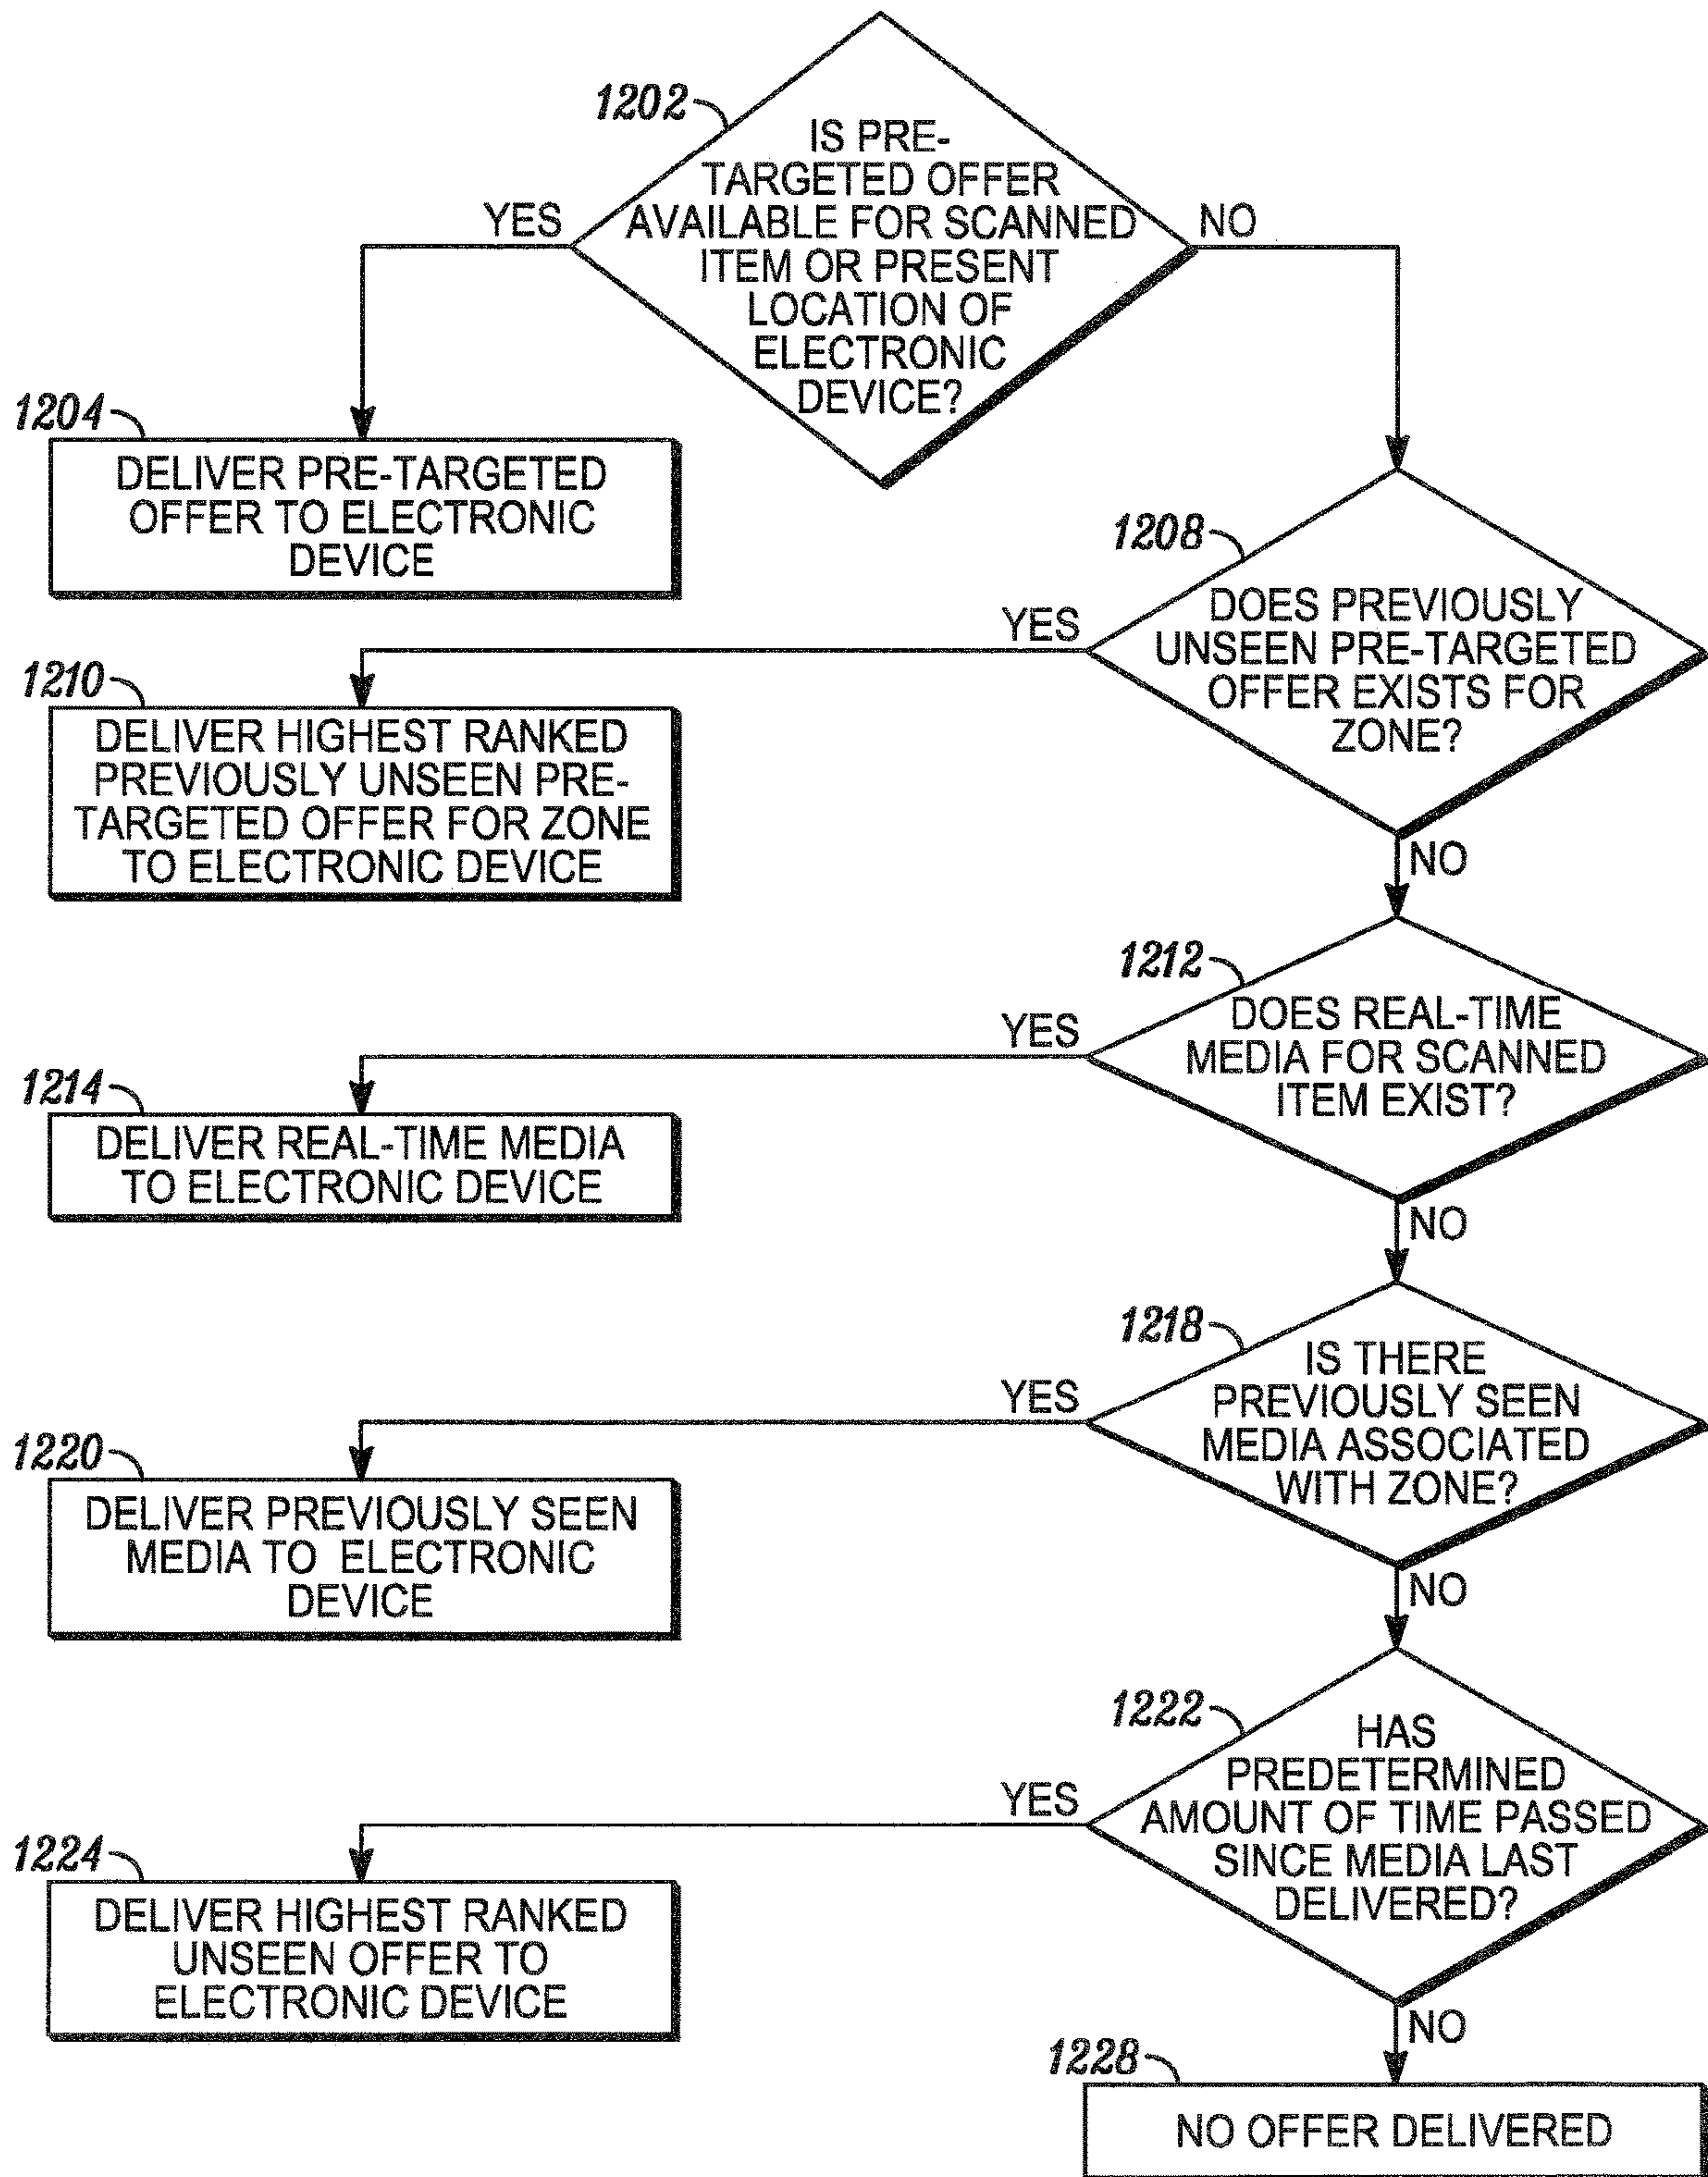 1202
IS PRE-
TARGETED OFFER
AVAILABLE FOR SCANNED
ITEM OR PRESENT
LOCATION OF
ELECTRONIC
DEVICE?
YES
NO
1204
DELIVER PRE-TARGETED
OFFER TO ELECTRONIC
DEVICE
1208
DOES PREVIOUSLY
UNSEEN PRE-TARGETED
OFFER EXISTS FOR
ZONE?
YES
NO
1210
DELIVER HIGHEST RANKED
PREVIOUSLY UNSEEN PRE-
TARGETED OFFER FOR ZONE
TO ELECTRONIC DEVICE
1212
DOES REAL-TIME
MEDIA FOR SCANNED
ITEM EXIST?
YES
NO
1214
DELIVER REAL-TIME MEDIA
TO ELECTRONIC DEVICE
1218
IS THERE
PREVIOUSLY SEEN
MEDIA ASSOCIATED
WITH ZONE?
YES
NO
1220
DELIVER PREVIOUSLY SEEN
MEDIA TO ELECTRONIC
DEVICE
1222
HAS
PREDETERMINED
AMOUNT OF TIME PASSED
SINCE MEDIA LAST
DELIVERED?
YES
NO
1224
DELIVER HIGHEST RANKED
UNSEEN OFFER TO
ELECTRONIC DEVICE
1228
NO OFFER DELIVERED